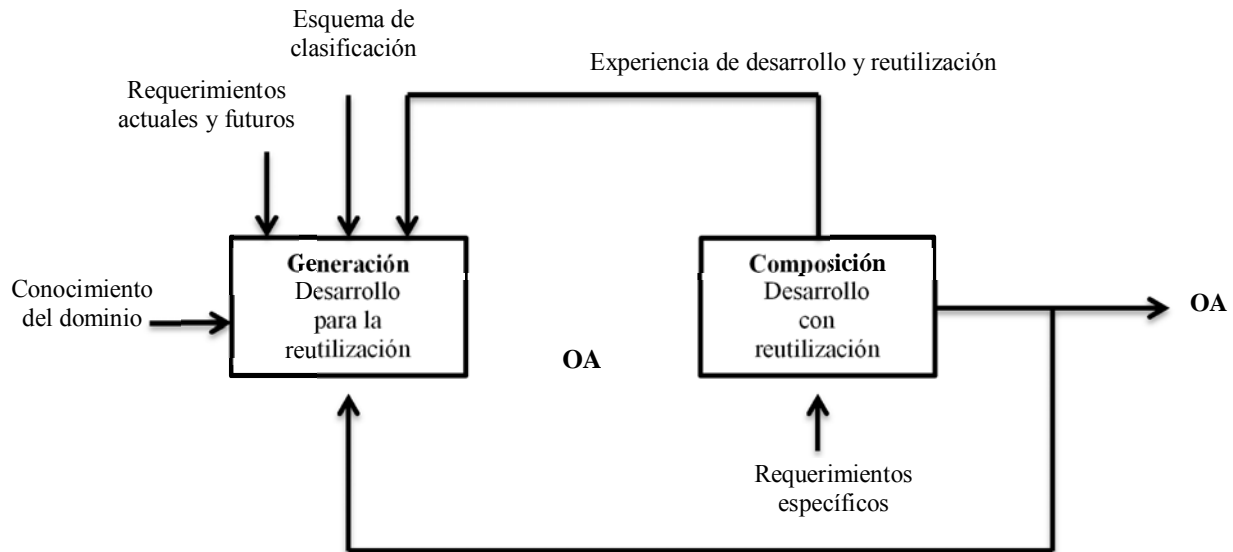 Esquema de
clasificación
Experiencia de desarrollo y reutilización
Requerimientos
actuales y futuros
Generación
Desarrollo
para la
reutilización
Composición
Desarrollo
con
reutilización
Conocimiento
del dominio
OA
OA
Requerimientos
específicos